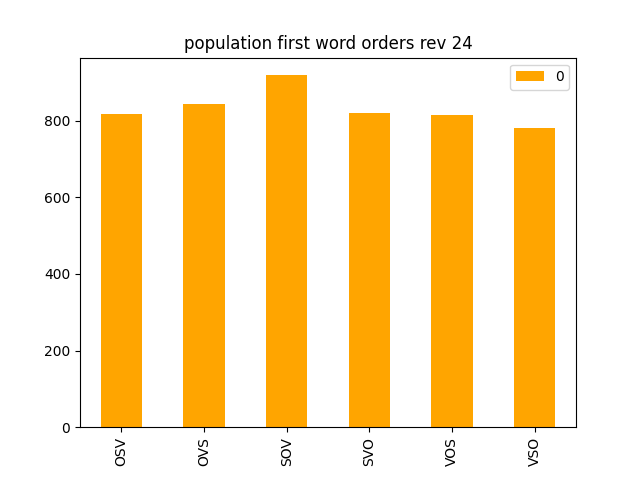 population first word orders rev 24
0
800
600
400
200
0
OSV
OVS
SOV
SVO
VOS
VSO